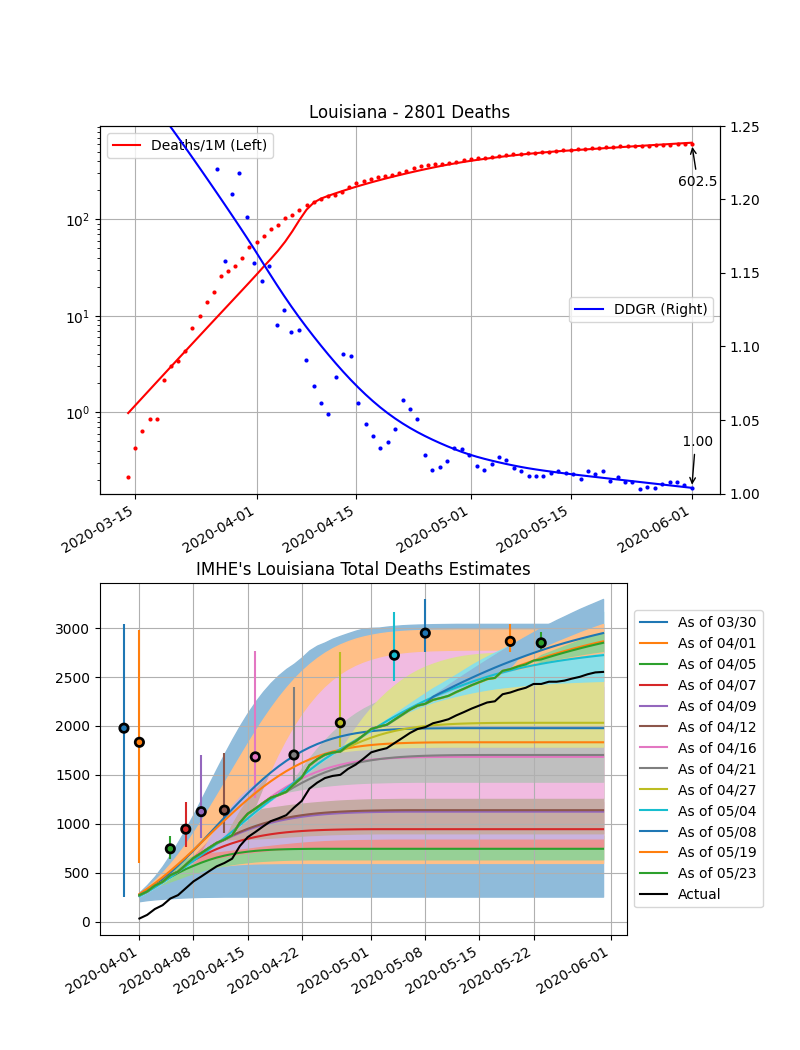 Louisiana - 2801 Deaths
Deaths/1M (Left)
DDGR (Right)
602.5
1.00
10²
10¹
10⁰
1.25
1.20
1.15
1.10
1.05
1.00
2020-03-15
2020-04-01
2020-04-15
2020-05-01
2020-05-15
2020-06-01
IMHE's Louisiana Total Deaths Estimates
3000
2500
2000
1500
1000
500
0
2020-04-01
2020-04-08
2020-04-15
2020-04-22
2020-05-01
2020-05-08
2020-05-15
2020-05-22
2020-06-01
As of 03/30
As of 04/01
As of 04/05
As of 04/07
As of 04/09
As of 04/12
As of 04/16
As of 04/21
As of 04/27
As of 05/04
As of 05/08
As of 05/19
As of 05/23
Actual